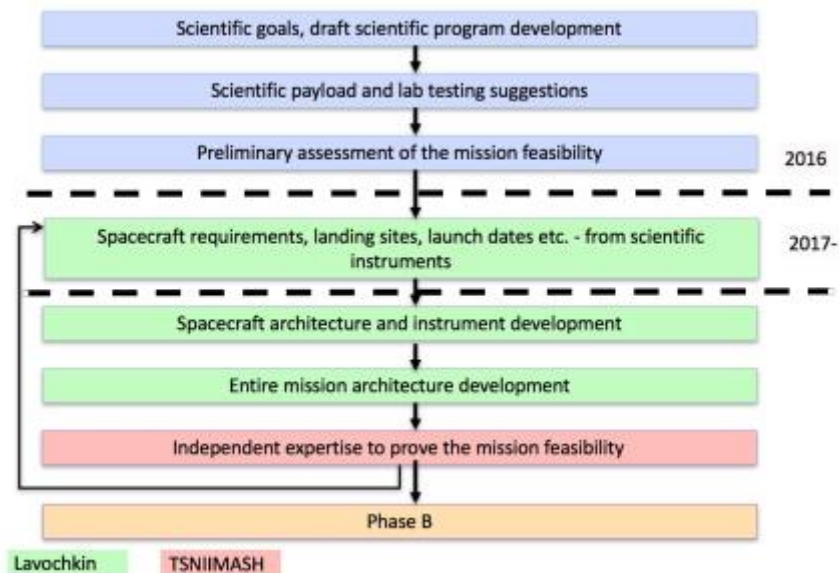 Scientific goals, draft scientific program development
Scientific payload and lab testing suggestions
Preliminary assessment of the mission feasibility
2016
Spacecraft requirements, landing sites, launch dates etc. - from scientific
instruments
2017-
Spacecraft architecture and instrument development
Entire mission architecture development
Independent expertise to prove the mission feasibility
Phase B
Lavochkin
TSNIIMASH